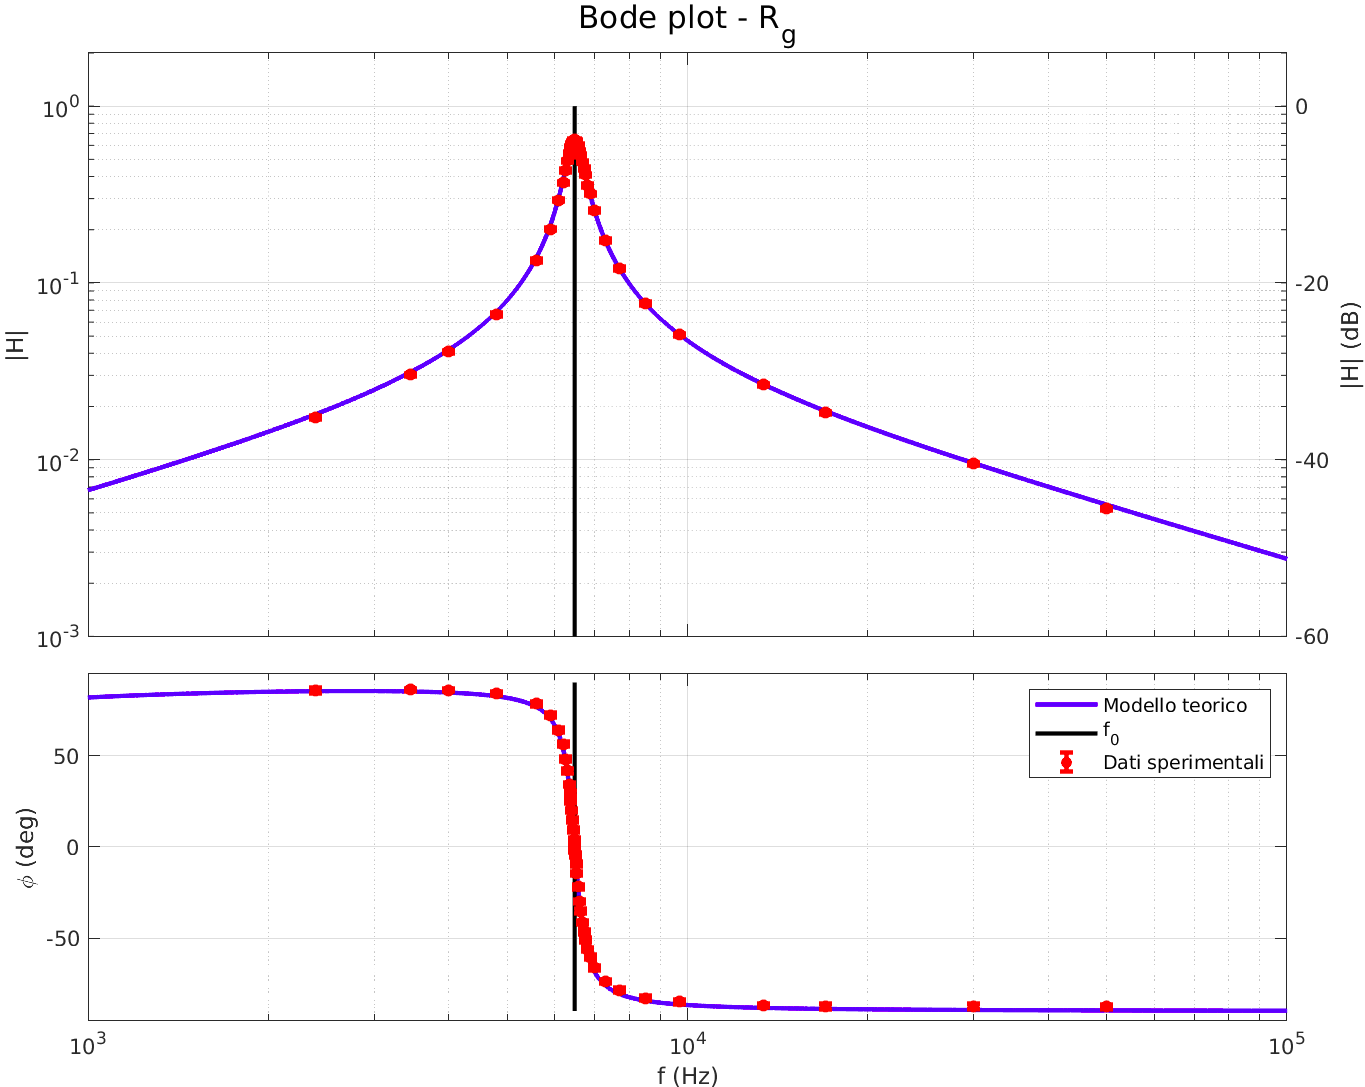 Bode plot - R_g
10^0
10^-1
10^-2
10^-3
|H|
0
-20
-40
-60
|H| (dB)
50
0
-50
ϕ (deg)
Modello teorico
f_0
Dati sperimentali
10^3
10^4
10^5
f (Hz)